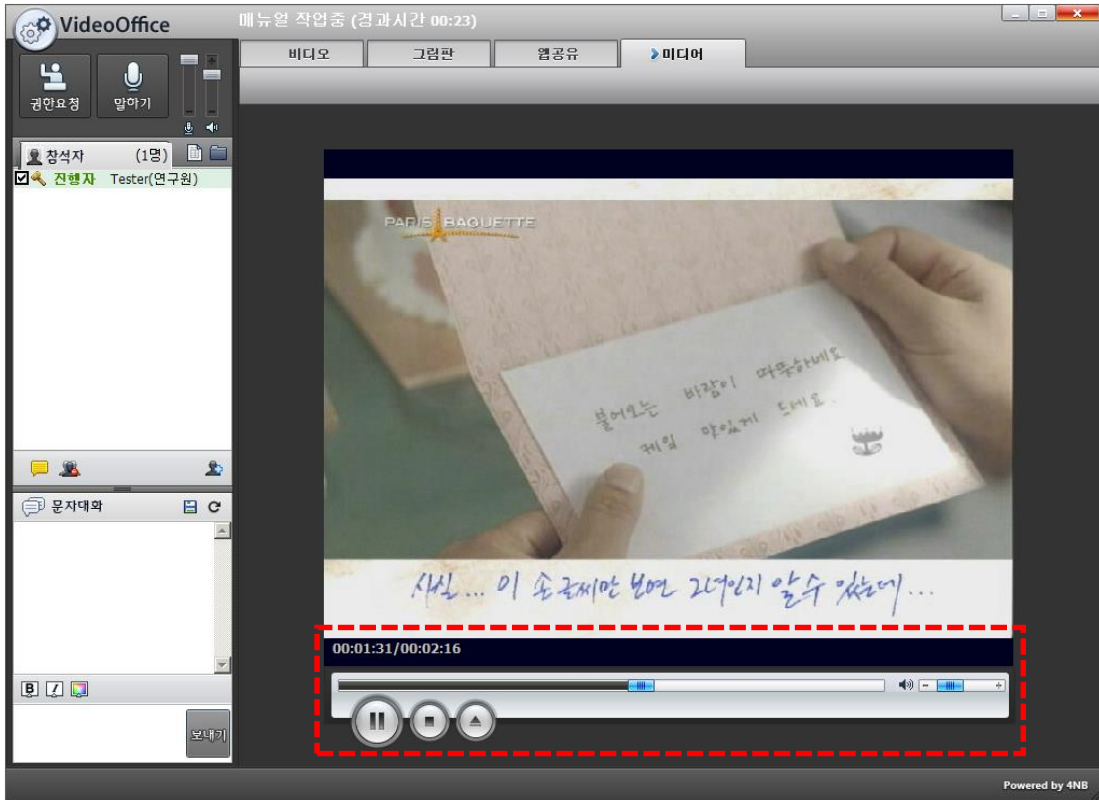 VideoOffice
매뉴얼 작업중 (경과시간 00:23)
비디오
그림판
웹공유
미디어
권한요청
말하기
참석자 (1명)
진행자 Tester(연구원)
문자대화
B I
보내기
PARIS BAGUETTE
불어오는 바람이 따뜻하네요
케잌 맛있게 드세요.
사실... 이 손글씨만 보면 그녀인지 알 수 있는데...
00:01:31/00:02:16
Powered by 4NB